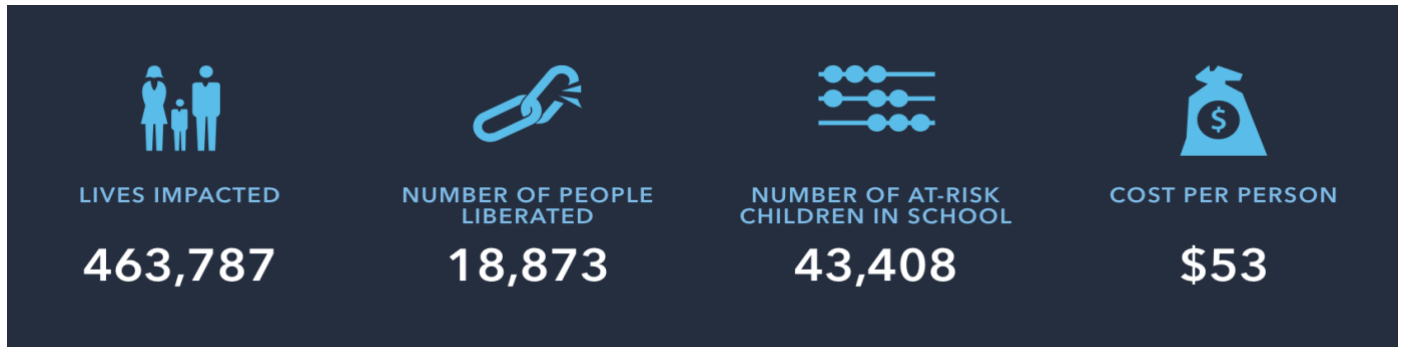 LIVES IMPACTED
463,787
NUMBER OF PEOPLE
LIBERATED
18,873
NUMBER OF AT-RISK
CHILDREN IN SCHOOL
43,408
$
COST PER PERSON
$53